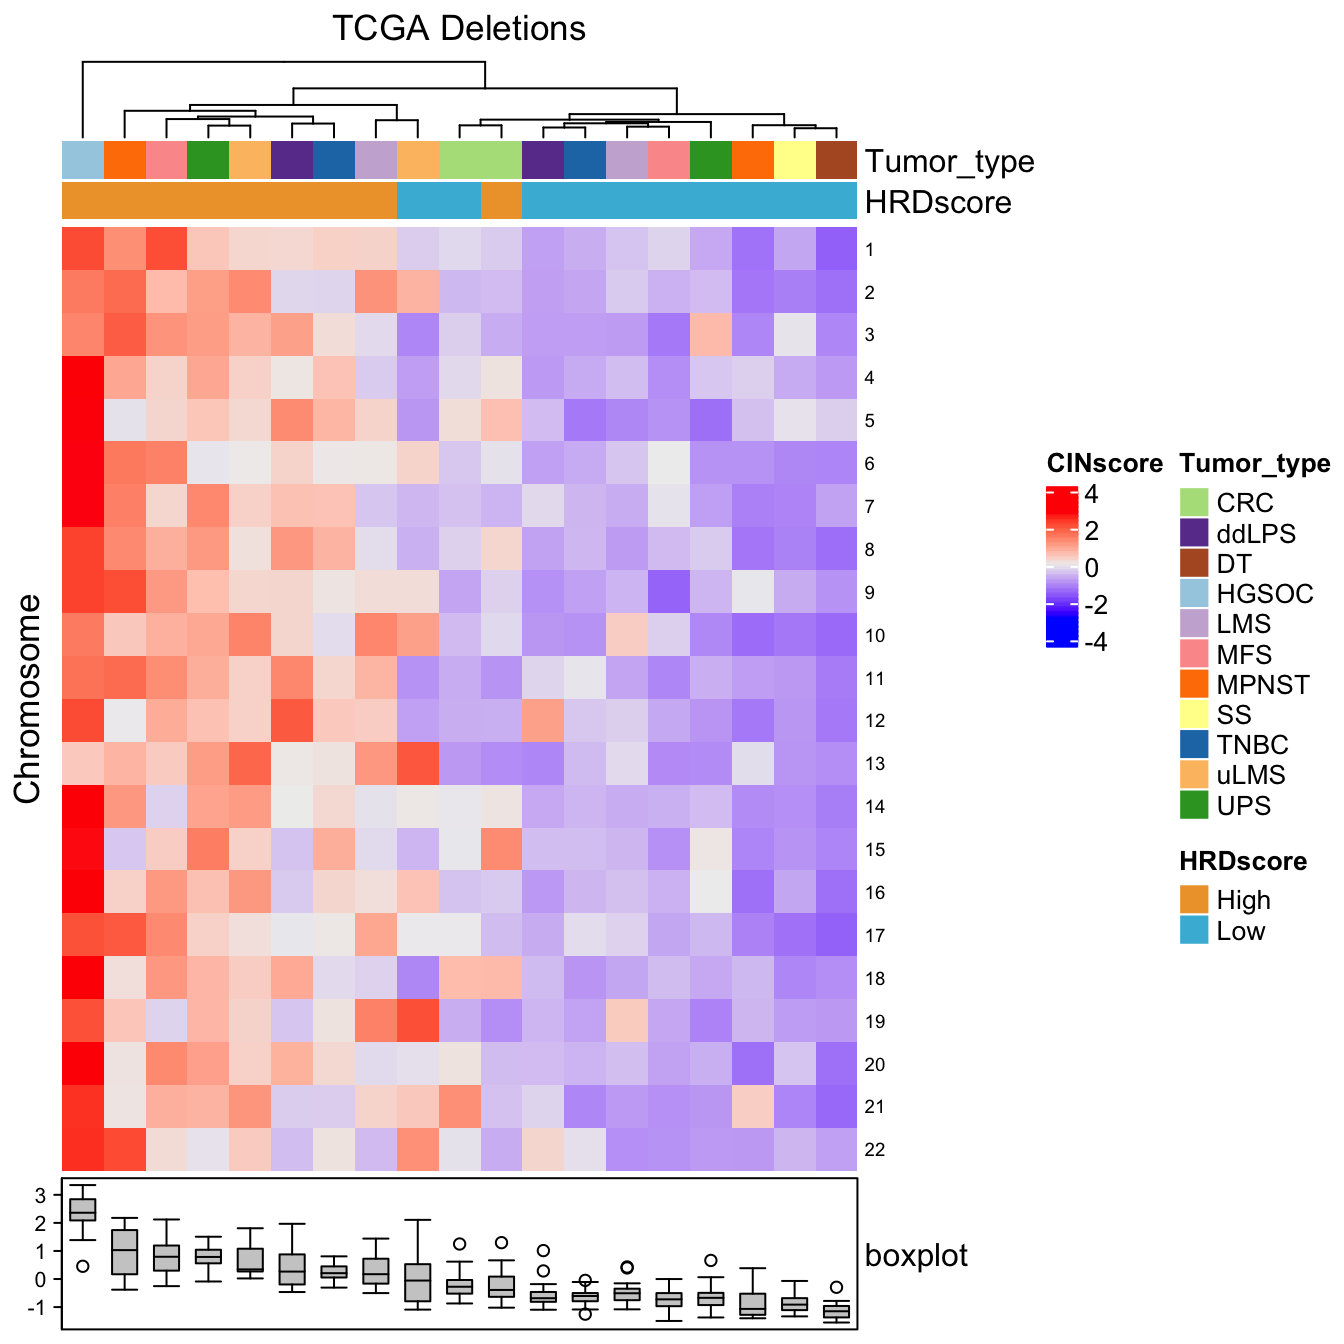 TCGA Deletions
Tumor_type
HRDscore
1
2
3
4
5
6
7
8
9
10
11
12
13
14
15
16
17
18
19
20
21
22
Chromosome
CINscore
4
2
0
-2
-4
Tumor_type
CRC
ddLPS
DT
HGSOC
LMS
MFS
MPNST
SS
TNBC
uLMS
UPS
HRDscore
High
Low
3
2
1
0
-1
boxplot